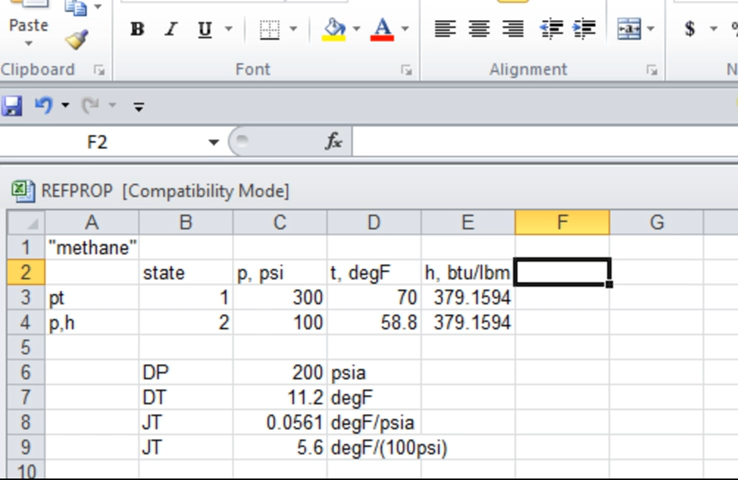 Paste
B I U A $ %
Clipboard Font Alignment N
F2 fx
REFPROP [Compatibility Mode]
A B C D E F G
1 "methane"
2 state p, psi t, degF h, btu/lbm
3 pt 1 300 70 379.1594
4 p,h 2 100 58.8 379.1594
5
6 DP 200 psia
7 DT 11.2 degF
8 JT 0.0561 degF/psia
9 JT 5.6 degF/(100psi)
10